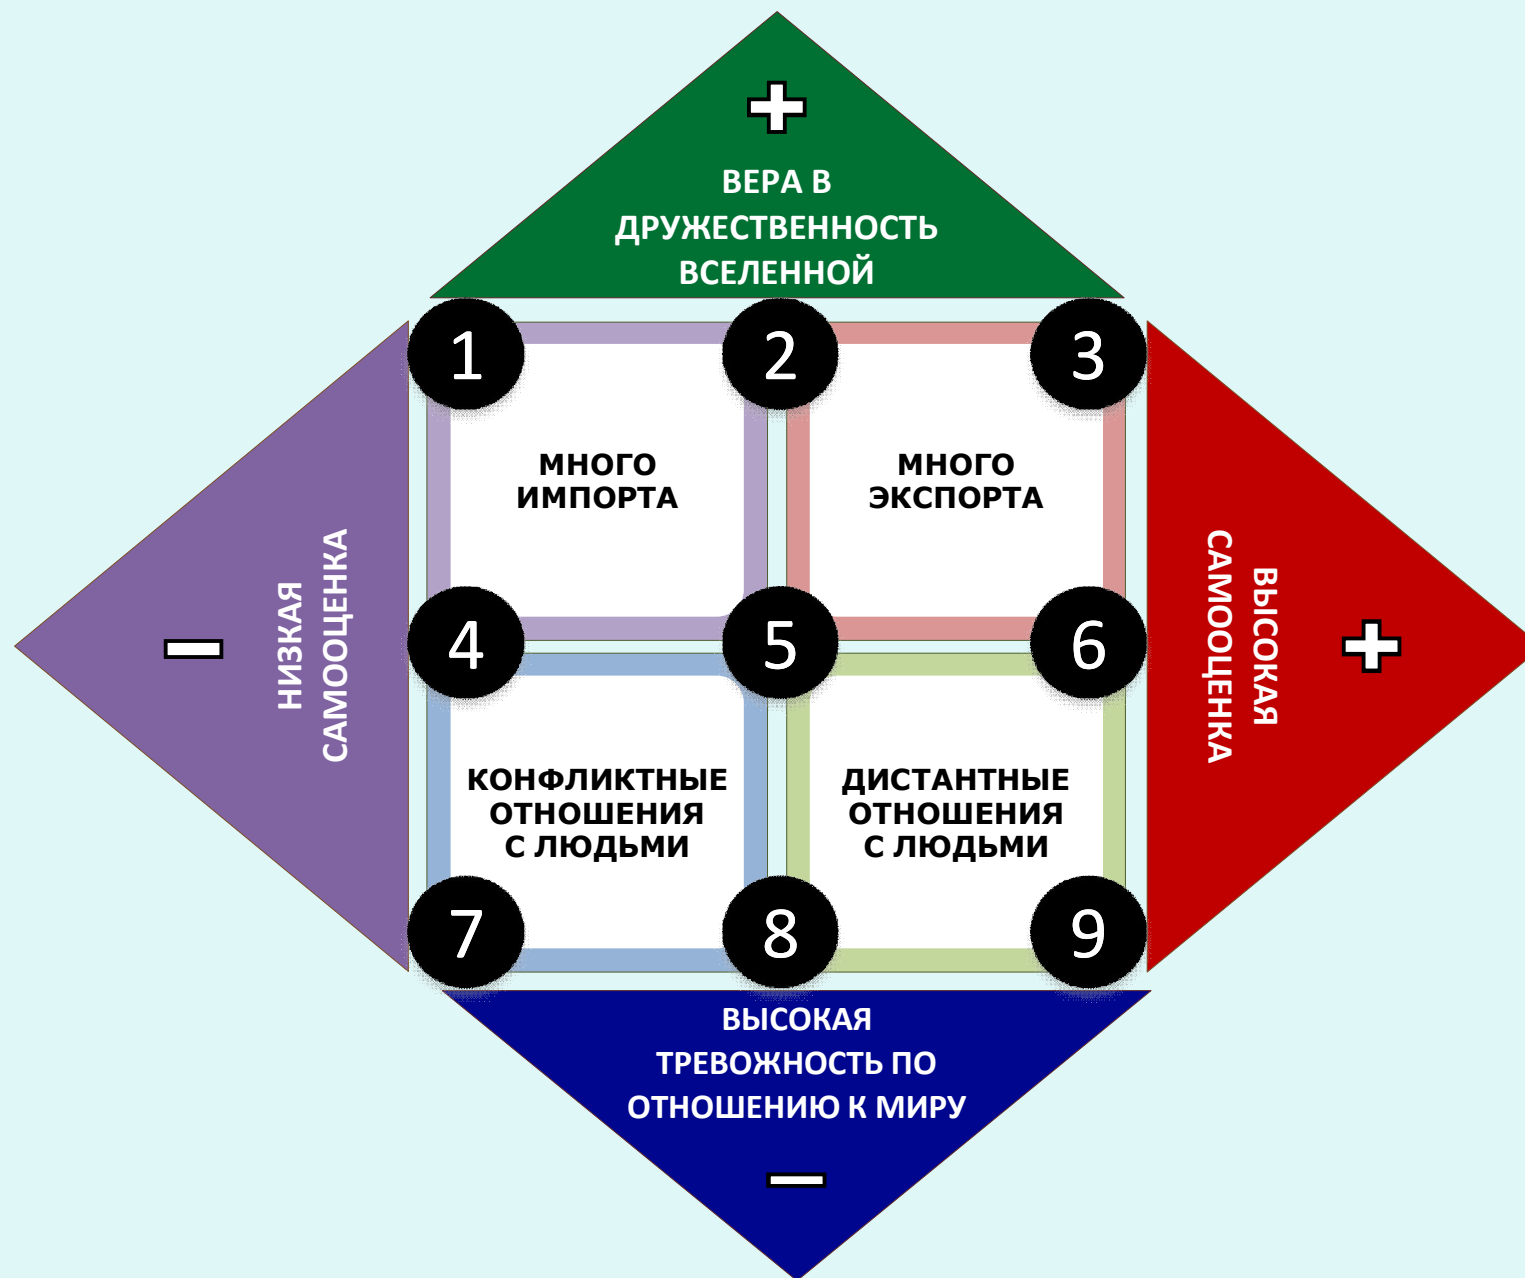 +
ВЕРА В
ДРУЖЕСТВЕННОСТЬ
ВСЕЛЕННОЙ
1
2
3
МНОГО
ИМПОРТА
МНОГО
ЭКСПОРТА
–
НИЗКАЯ
САМООЦЕНКА
4
5
6
ВЫСОКАЯ
САМООЦЕНКА
+
КОНФЛИКТНЫЕ
ОТНОШЕНИЯ
С ЛЮДЬМИ
ДИСТАНТНЫЕ
ОТНОШЕНИЯ
С ЛЮДЬМИ
7
8
9
ВЫСОКАЯ
ТРЕВОЖНОСТЬ ПО
ОТНОШЕНИЮ К МИРУ
–